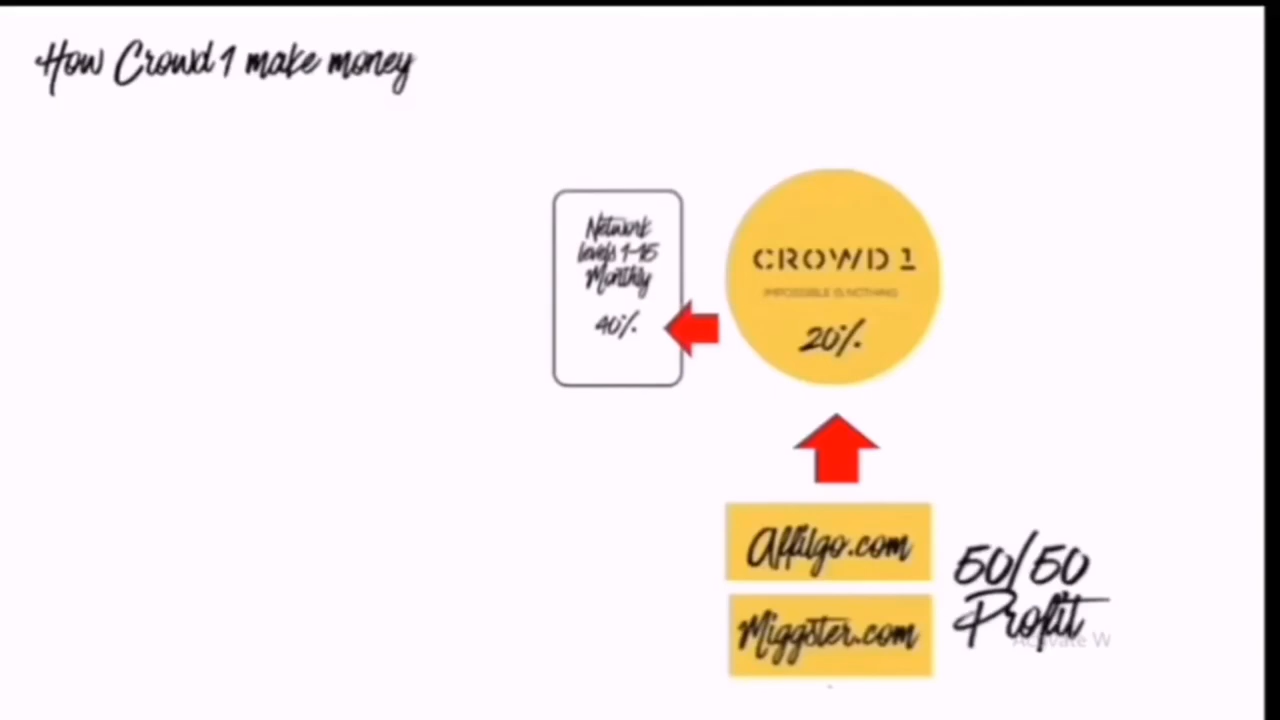 How Crowd 1 make money
Network
levels 1-15
Monthly
40%
CROWD 1
IMPOSSIBLE IS NOTHING
20%
Affilgo.com
Miggster.com
50/50
Profit
Activate W